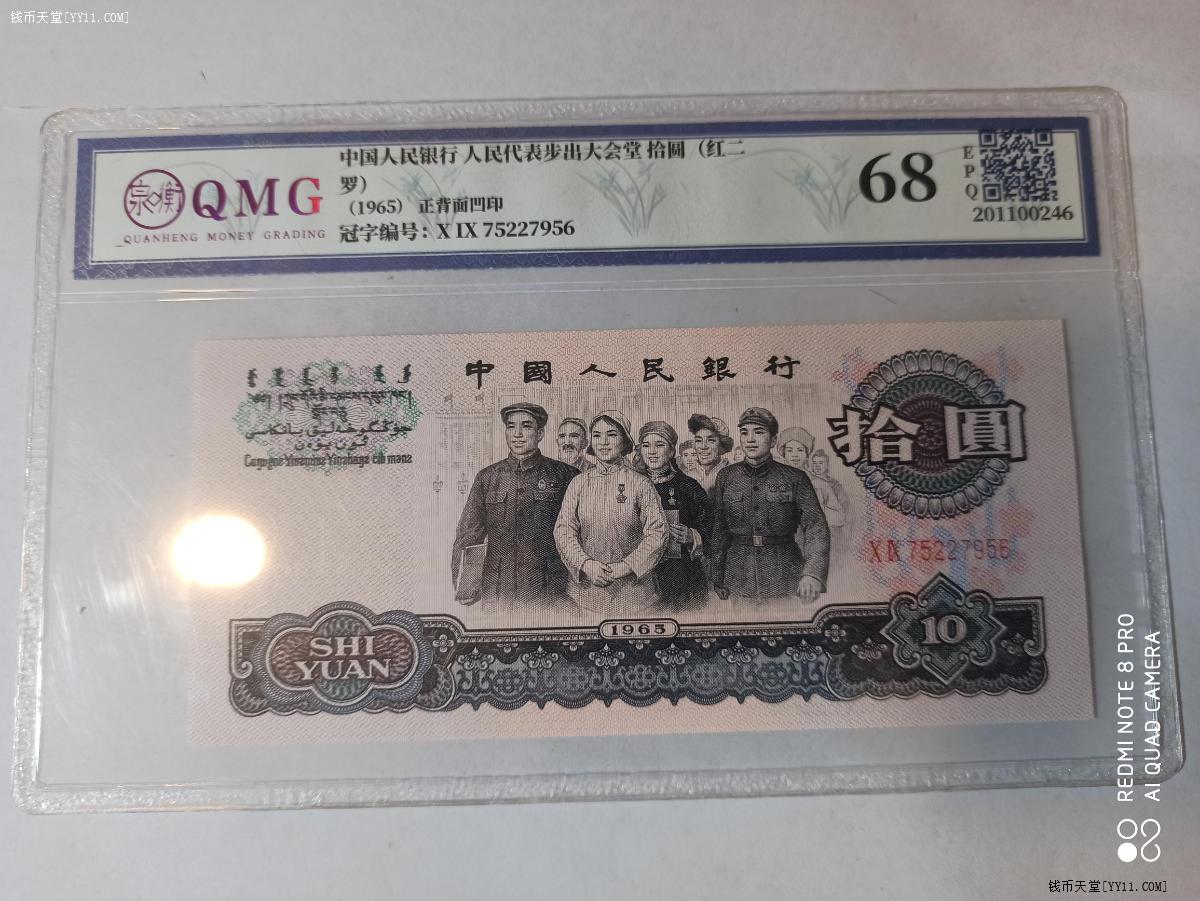 钱币天堂[YY11.COM]
泉衡 QMG
QUANHENG MONEY GRADING
中国人民银行 人民代表步出大会堂 拾圆（红二
罗）
（1965） 正背面凹印
冠字编号：X IX 75227956
68
EPQ
201100246
中國人民銀行
拾圓
X IX 75227956
SHI
YUAN
1965
10
REDMI NOTE 8 PRO
AI QUAD CAMERA
钱币天堂[YY11.COM]